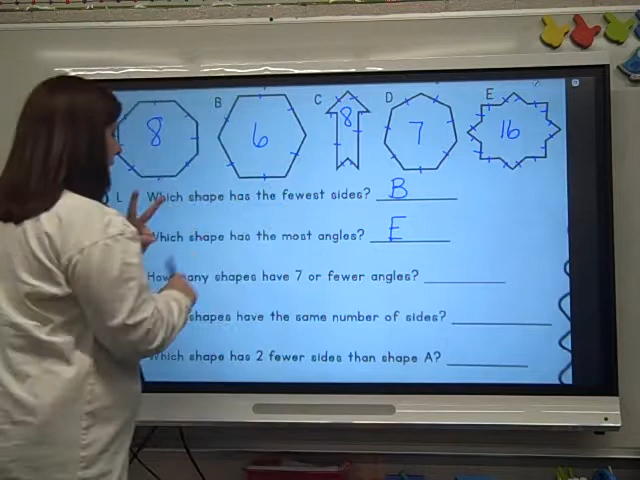 B C D E
8 6 8 7 16
L Which shape has the fewest sides? B
Which shape has the most angles? E
How many shapes have 7 or fewer angles?
shapes have the same number of sides?
Which shape has 2 fewer sides than shape A?